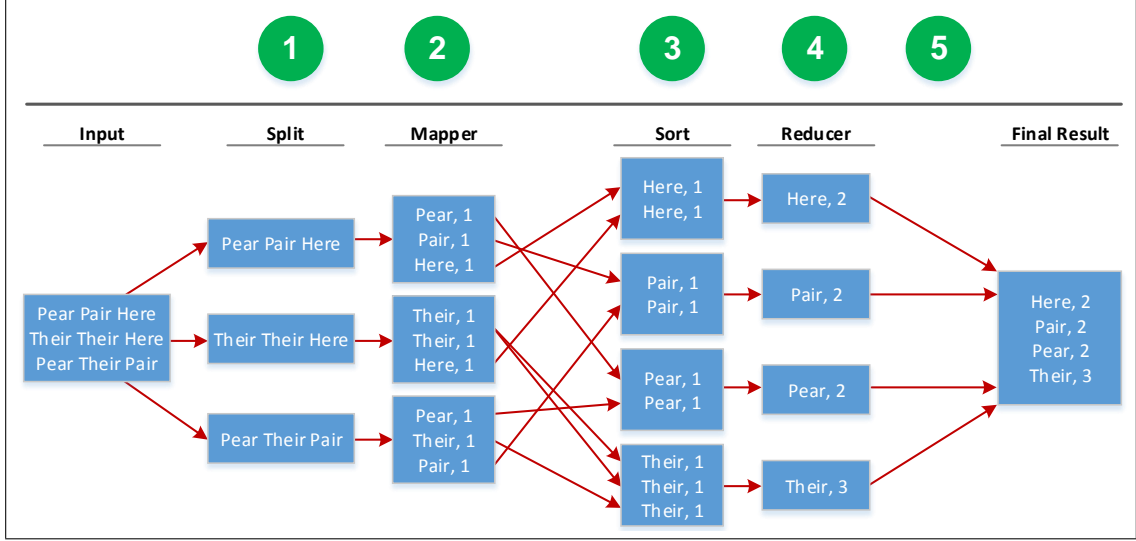 1 2 3 4 5
Input Split Mapper Sort Reducer Final Result
Pear Pair Here
Their Their Here
Pear Their Pair
Pear Pair Here
Their Their Here
Pear Their Pair
Pear, 1
Pair, 1
Here, 1
Their, 1
Their, 1
Here, 1
Pear, 1
Their, 1
Pair, 1
Here, 1
Here, 1
Pair, 1
Pair, 1
Pear, 1
Pear, 1
Their, 1
Their, 1
Their, 1
Here, 2
Pair, 2
Pear, 2
Their, 3
Here, 2
Pair, 2
Pear, 2
Their, 3